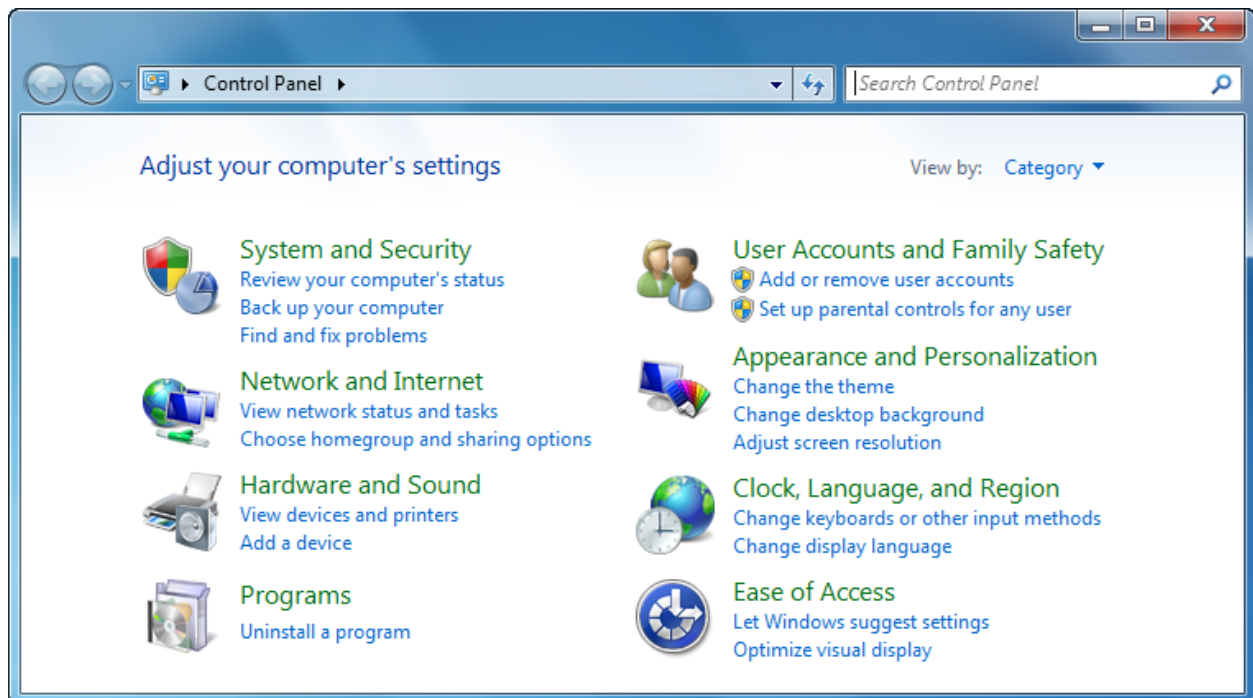 Control Panel
Search Control Panel
Adjust your computer's settings
View by: Category
System and Security
Review your computer's status
Back up your computer
Find and fix problems
Network and Internet
View network status and tasks
Choose homegroup and sharing options
Hardware and Sound
View devices and printers
Add a device
Programs
Uninstall a program
User Accounts and Family Safety
Add or remove user accounts
Set up parental controls for any user
Appearance and Personalization
Change the theme
Change desktop background
Adjust screen resolution
Clock, Language, and Region
Change keyboards or other input methods
Change display language
Ease of Access
Let Windows suggest settings
Optimize visual display